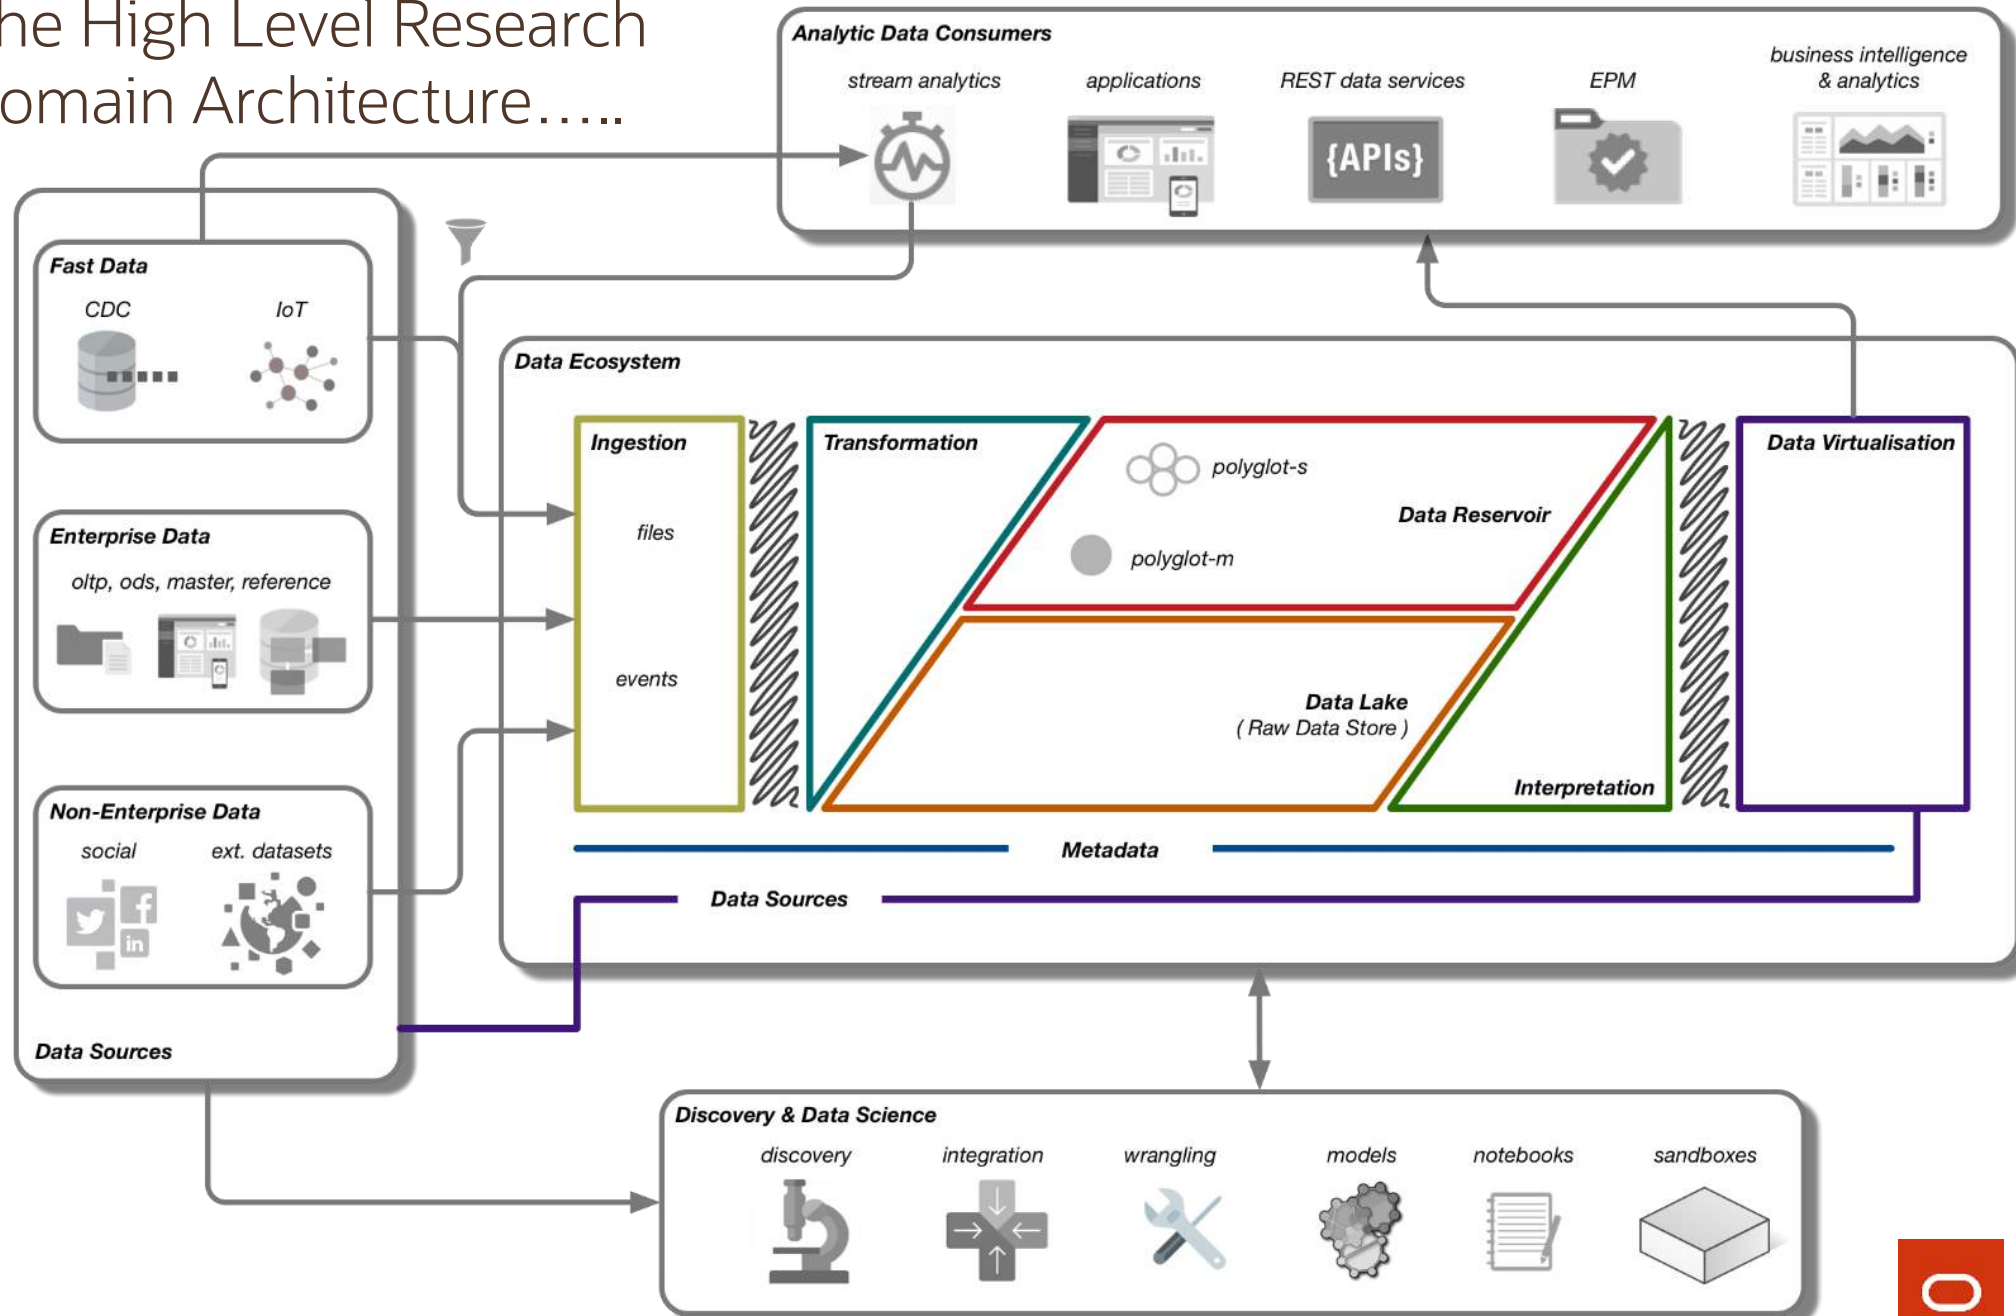 he High Level Research
omain Architecture.....
Analytic Data Consumers
stream analytics
applications
REST data services
EPM
business intelligence
& analytics
{APIs}
Fast Data
CDC
IoT
Enterprise Data
oltp, ods, master, reference
Non-Enterprise Data
social
ext. datasets
in
Data Sources
Data Ecosystem
Ingestion
files
events
Transformation
polyglot-s
polyglot-m
Data Reservoir
Data Lake
( Raw Data Store )
Interpretation
Data Virtualisation
Metadata
Data Sources
Discovery & Data Science
discovery
integration
wrangling
models
notebooks
sandboxes